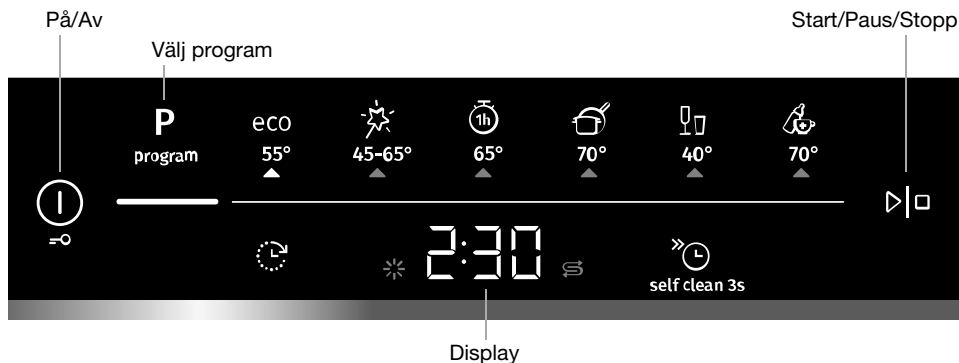 På/Av
Start/Paus/Stopp
Välj program
P
program
eco
55°
45-65°
1h
65°
70°
40°
70°
2:30
self clean 3s
Display